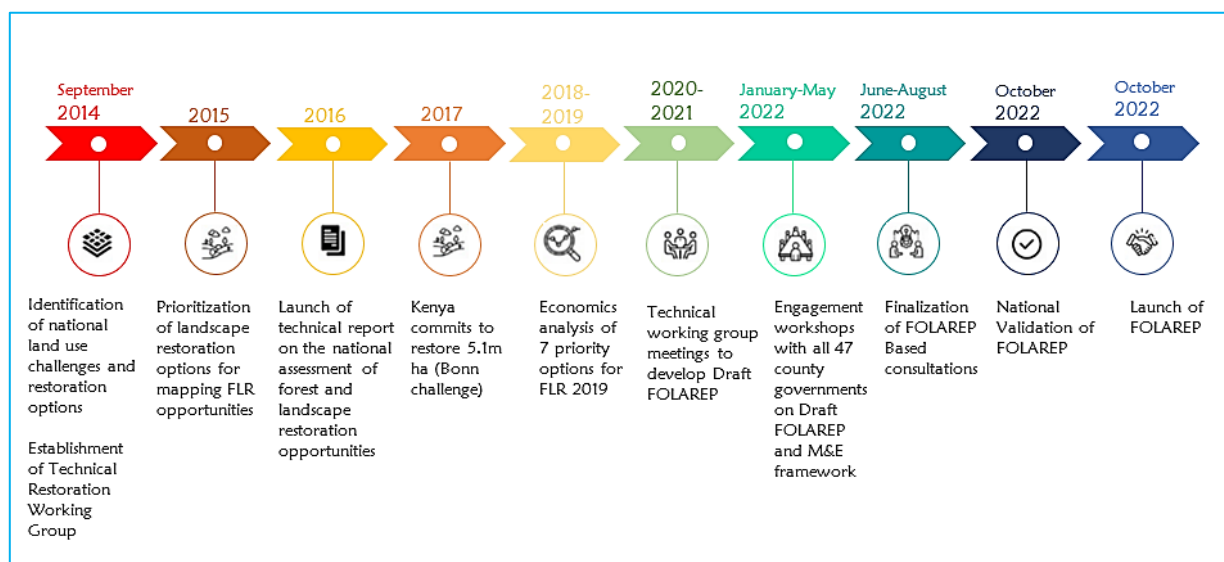 September
2014
Identification
of national
land use
challenges and
restoration
options
Establishment
of Technical
Restoration
Working
Group
2015
Prioritization
of landscape
restoration
options for
mapping FLR
opportunities
2016
Launch of
technical report
on the national
assessment of
forest and
landscape
restoration
opportunities
2017
Kenya
commits to
restore 5.1m
ha (Bonn
challenge)
2018-
2019
Economics
analysis of
7 priority
options for
FLR 2019
2020-
2021
Technical
working group
meetings to
develop Draft
FOLAREP
January-May
2022
Engagement
workshops
with all 47
county
governments
on Draft
FOLAREP
and M&E
framework
June-August
2022
Finalization
of FOLAREP
Based
consultations
October
2022
National
Validation of
FOLAREP
October
2022
Launch of
FOLAREP